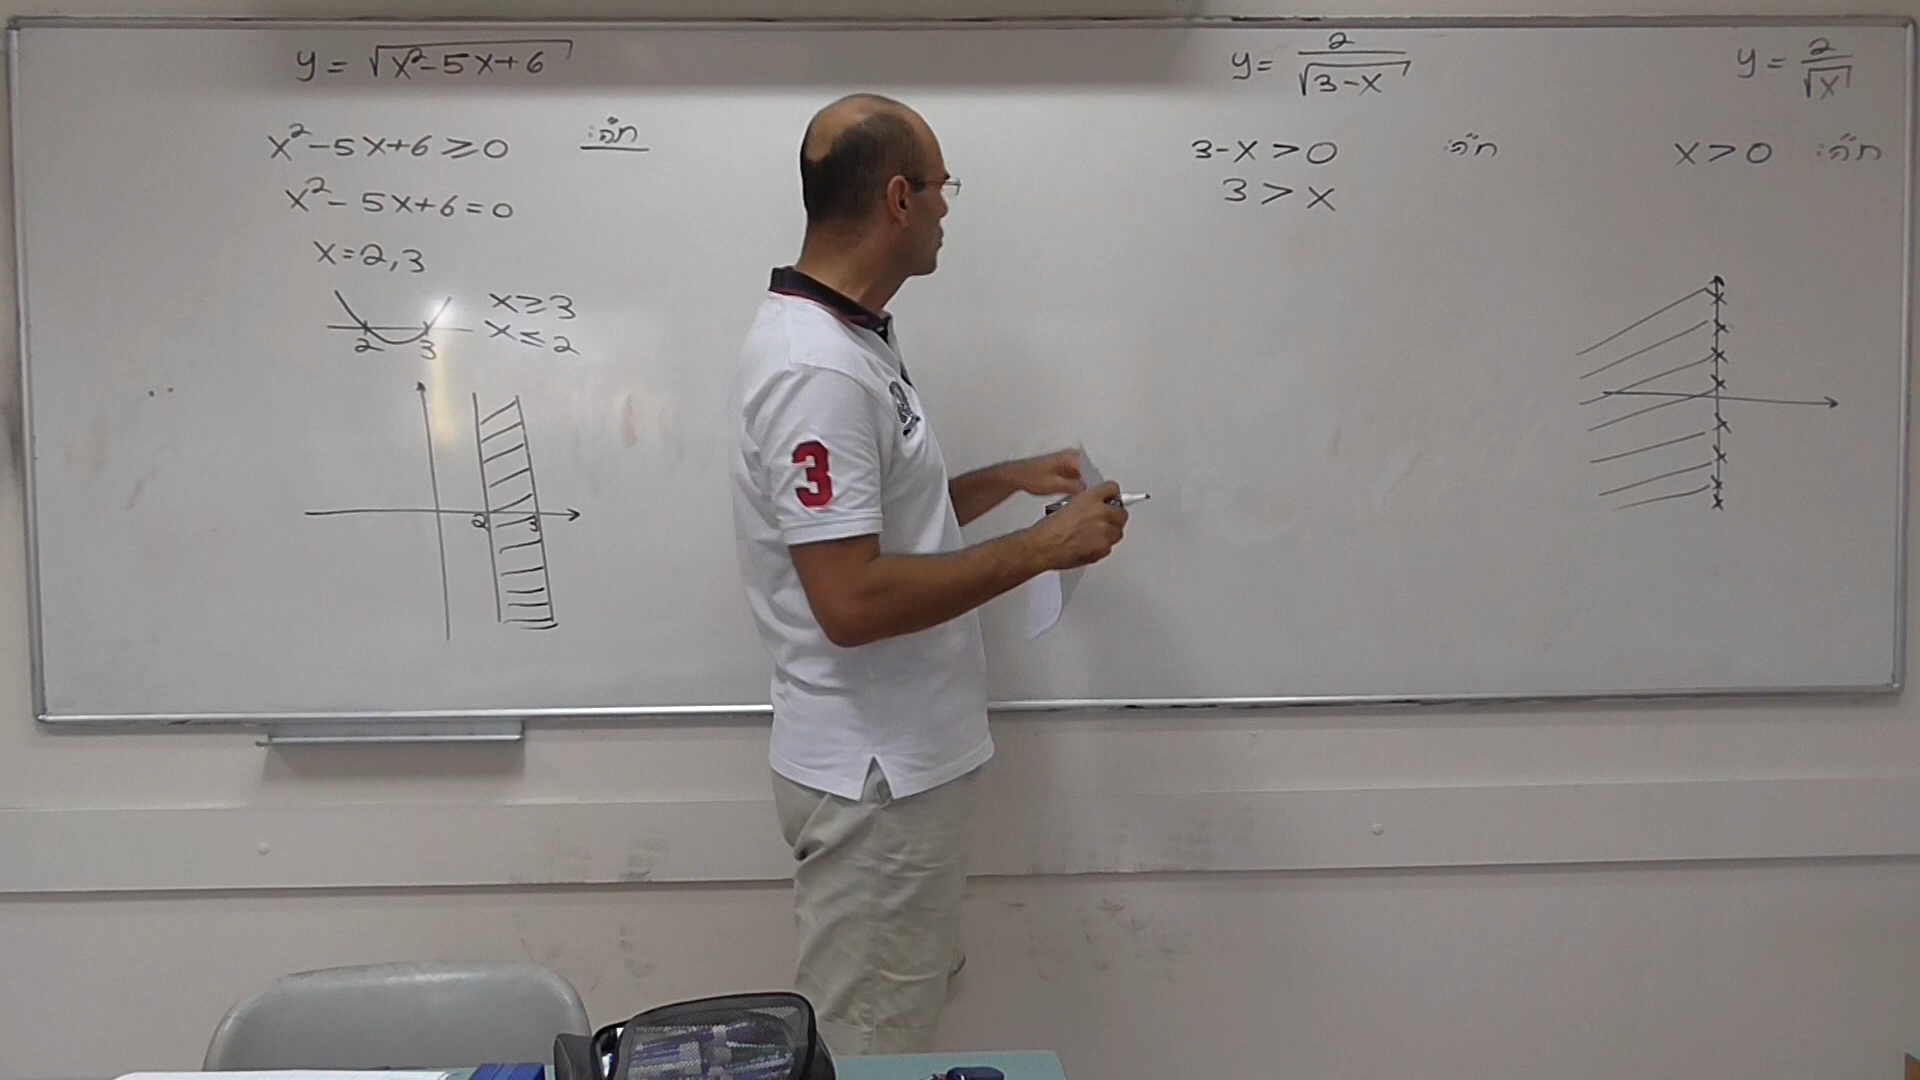 y = 2/√x
ת"ה: x > 0
y = 2/√(3-x)
ת"ה: 3-x > 0
3 > x
y = √(x²-5x+6)
ת"ה: x²-5x+6 ≥ 0
x²-5x+6 = 0
x = 2,3
x ≥ 3
x ≤ 2
2 3
2 3
3